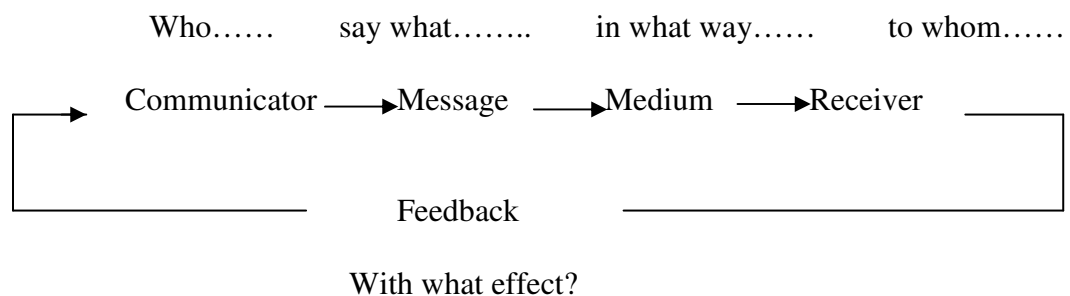 Who…… say what…….. in what way…… to whom……
Communicator Message Medium Receiver
Feedback
With what effect?